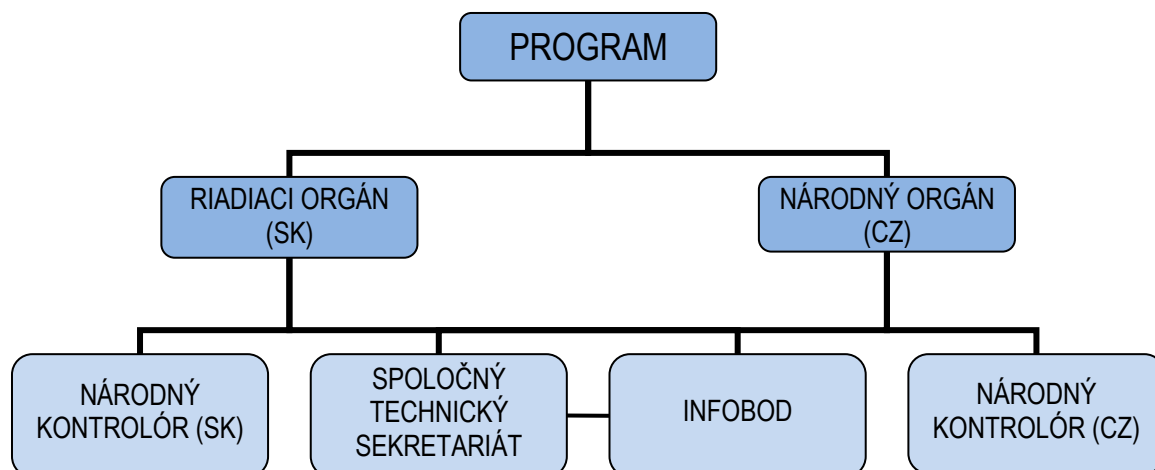 PROGRAM
RIADIACI ORGÁN
(SK)
NÁRODNÝ ORGÁN
(CZ)
NÁRODNÝ
KONTROLÓR (SK)
SPOLOČNÝ
TECHNICKÝ
SEKRETARIÁT
INFOBOD
NÁRODNÝ
KONTROLÓR (CZ)